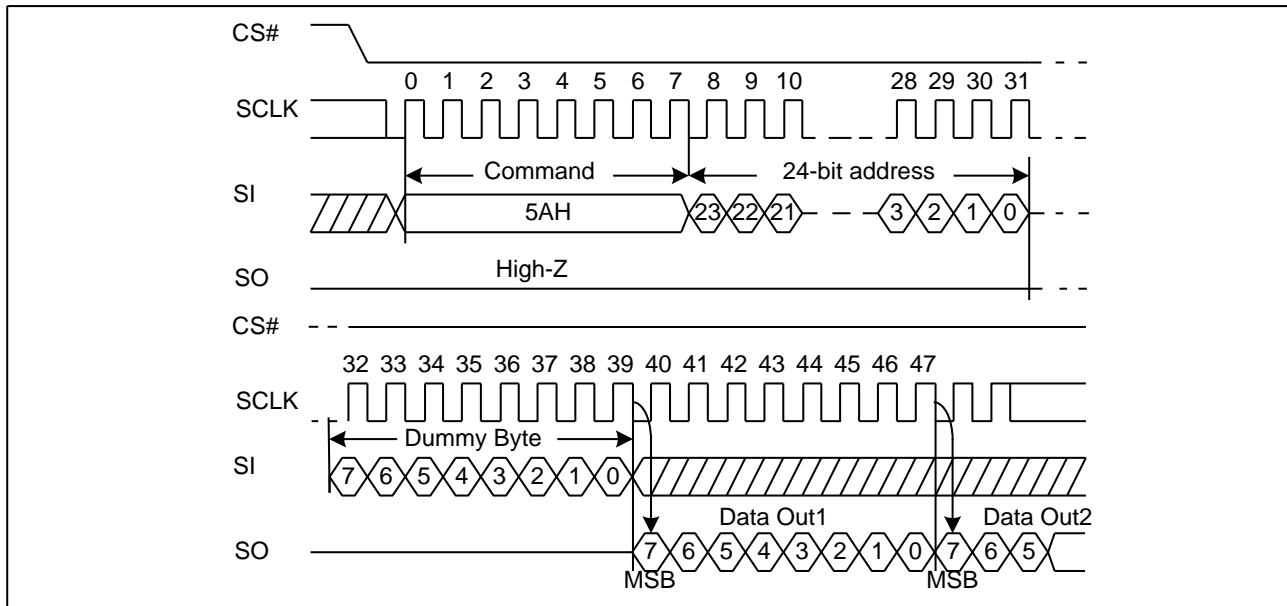 CS#
0 1 2 3 4 5 6 7 8 9 10 28 29 30 31
SCLK
Command 24-bit address
SI
5AH 23 22 21 3 2 1 0
High-Z
SO
CS#
32 33 34 35 36 37 38 39 40 41 42 43 44 45 46 47
SCLK
Dummy Byte
SI
7 6 5 4 3 2 1 0
Data Out1 Data Out2
SO
7 6 5 4 3 2 1 0 7 6 5
MSB MSB